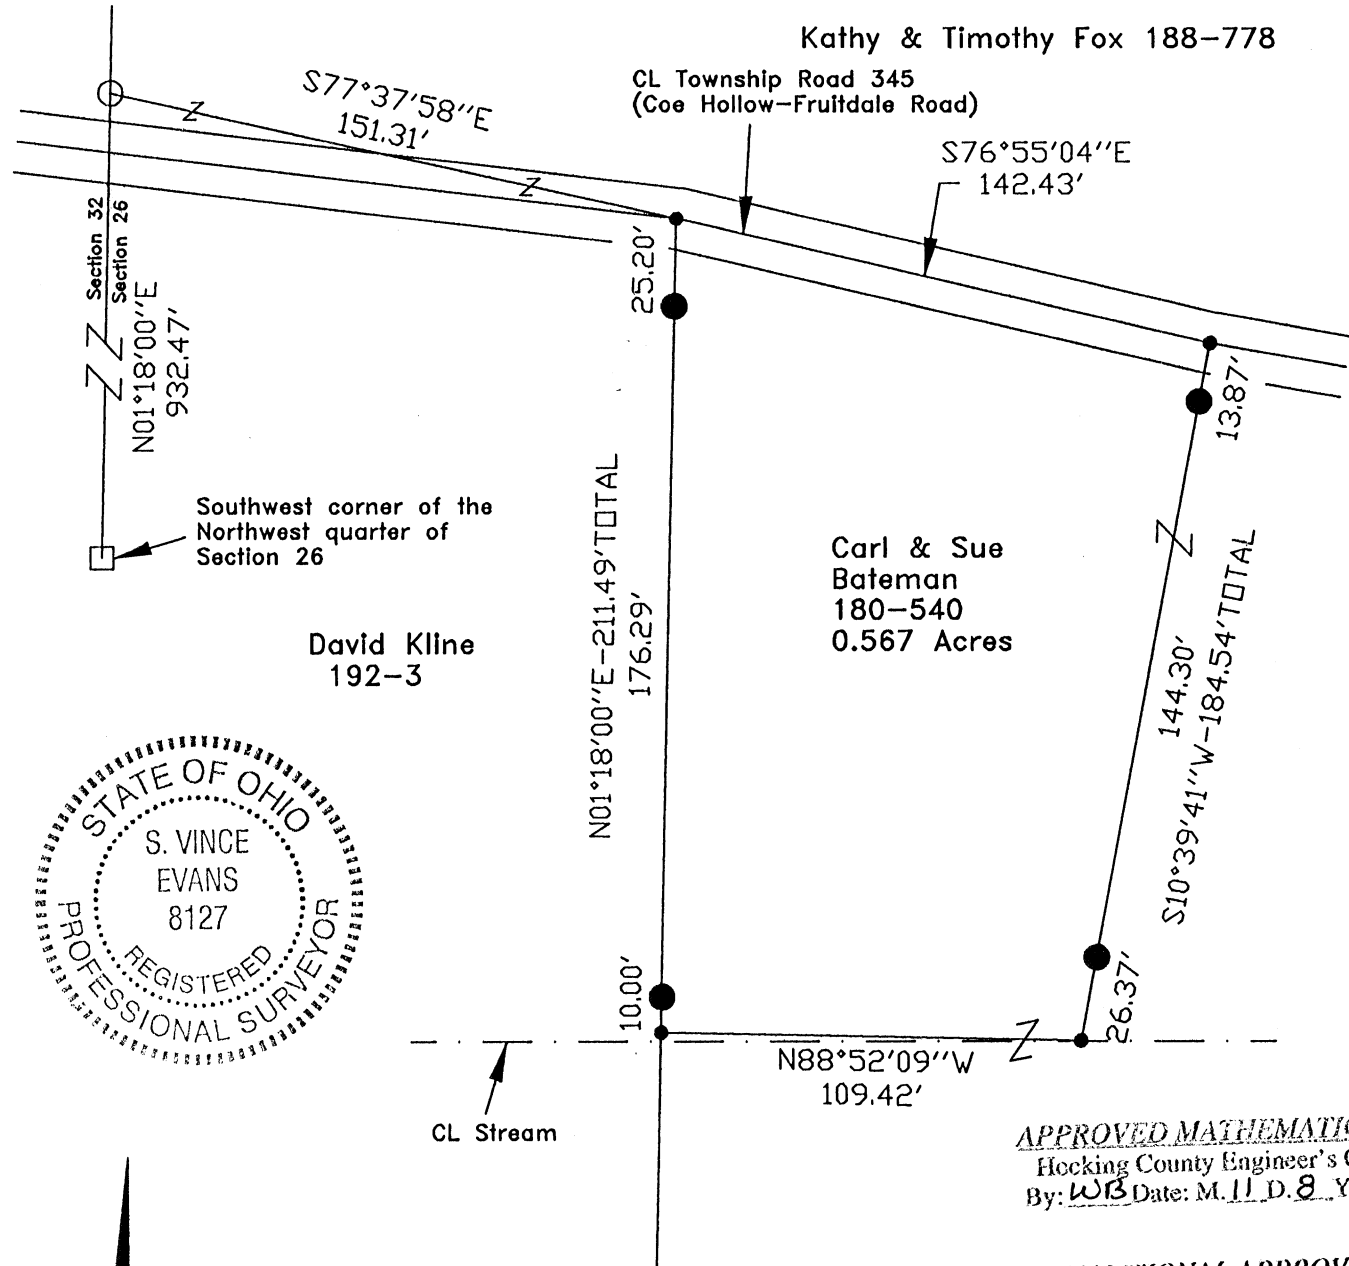 Kathy & Timothy Fox 188-778
CL Township Road 345
(Coe Hollow-Fruitdale Road)
S77°37'58"E
151.31'
S76°55'04"E
142.43'
Section 32
Section 26
N01°18'00"E
932.47'
25.20'
13.87'
Southwest corner of the
Northwest quarter of
Section 26
N01°18'00"E-211.49'TOTAL
176.29'
Carl & Sue
Bateman
180-540
0.567 Acres
David Kline
192-3
144.30'
S10°39'41"W-184.54'TOTAL
STATE OF OHIO
S. VINCE
EVANS
8127
REGISTERED
PROFESSIONAL SURVEYOR
10.00'
26.37'
N88°52'09"W
109.42'
CL Stream
APPROVED MATHEMATIC
Hocking County Engineer's
By: WB Date: M. 11 D. 8 Y